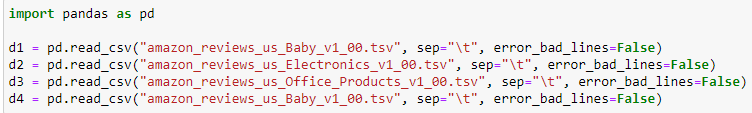 import pandas as pd
d1 = pd.read_csv("amazon_reviews_us_Baby_v1_00.tsv", sep="\t", error_bad_lines=False)
d2 = pd.read_csv("amazon_reviews_us_Electronics_v1_00.tsv", sep="\t", error_bad_lines=False)
d3 = pd.read_csv("amazon_reviews_us_Office_Products_v1_00.tsv", sep="\t", error_bad_lines=False)
d4 = pd.read_csv("amazon_reviews_us_Baby_v1_00.tsv", sep="\t", error_bad_lines=False)